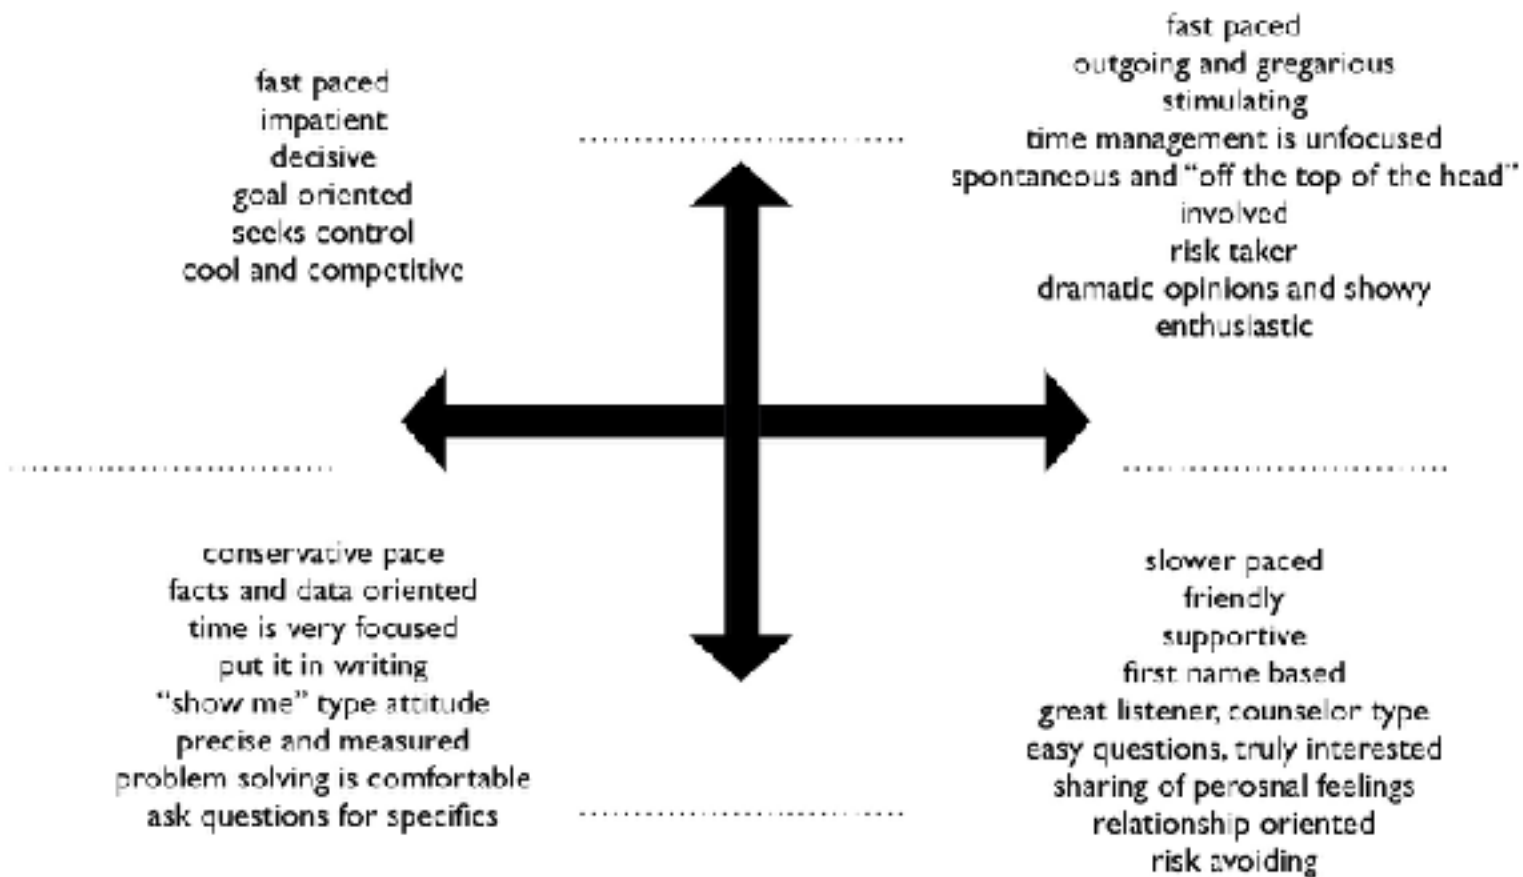 fast paced
impatient
decisive
goal oriented
seeks control
cool and competitive
fast paced
outgoing and gregarious
stimulating
time management is unfocused
spontaneous and “off the top of the head”
involved
risk taker
dramatic opinions and showy
enthusiastic
conservative pace
facts and data oriented
time is very focused
put it in writing
“show me” type attitude
precise and measured
problem solving is comfortable
ask questions for specifics
slower paced
friendly
supportive
first name based
great listener, counselor type
easy questions, truly interested
sharing of perosnal feelings
relationship oriented
risk avoiding